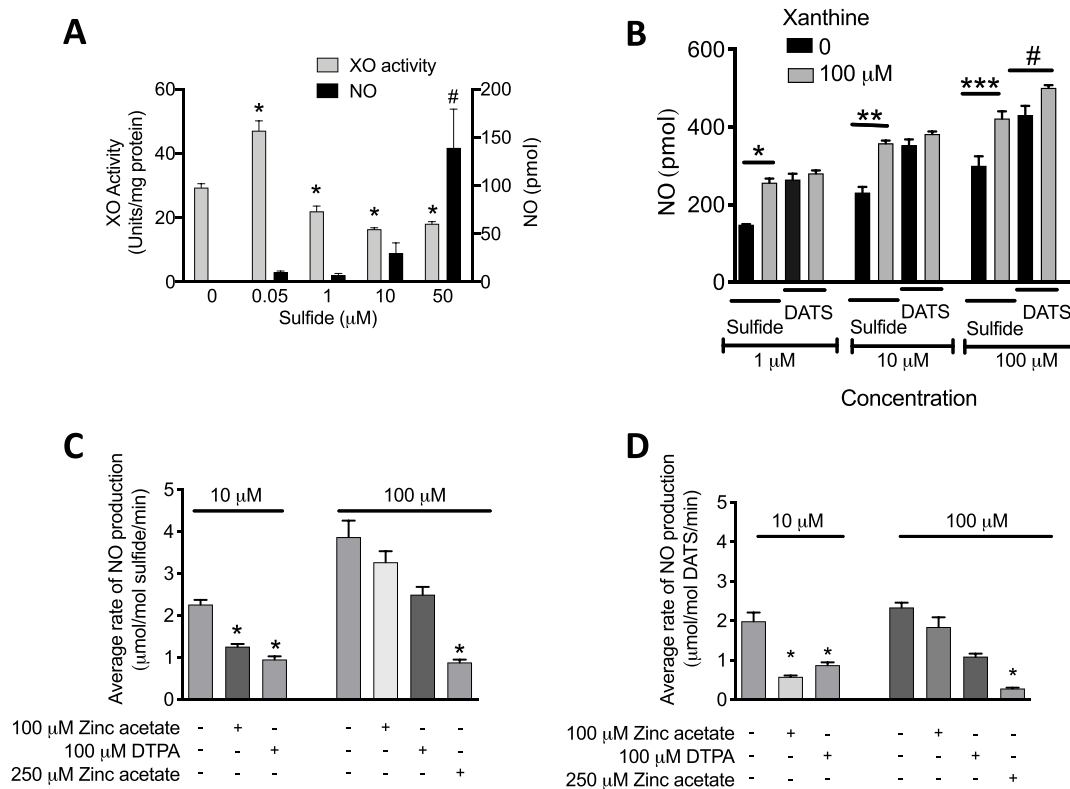 A
XO activity
NO
XO Activity
(Units/mg protein)
60
40
20
0
* * * * #
200
150
100
50
0
NO (pmol)
0 0.05 1 10 50
Sulfide (μM)
B
Xanthine
0
100 μM
NO (pmol)
600
400
200
0
* ** *** #
Sulfide DATS Sulfide DATS Sulfide DATS
1 μM 10 μM 100 μM
Concentration
C
Average rate of NO production
(μmol/mol sulfide/min)
5
4
3
2
1
0
10 μM 100 μM
* * *
100 μM Zinc acetate - + - - + - -
100 μM DTPA - - + - - + -
250 μM Zinc acetate - - - - - - +
D
Average rate of NO production
(μmol/mol DATS/min)
5
4
3
2
1
0
10 μM 100 μM
* * *
100 μM Zinc acetate - + - - + - -
100 μM DTPA - - + - - + -
250 μM Zinc acetate - - - - - - +